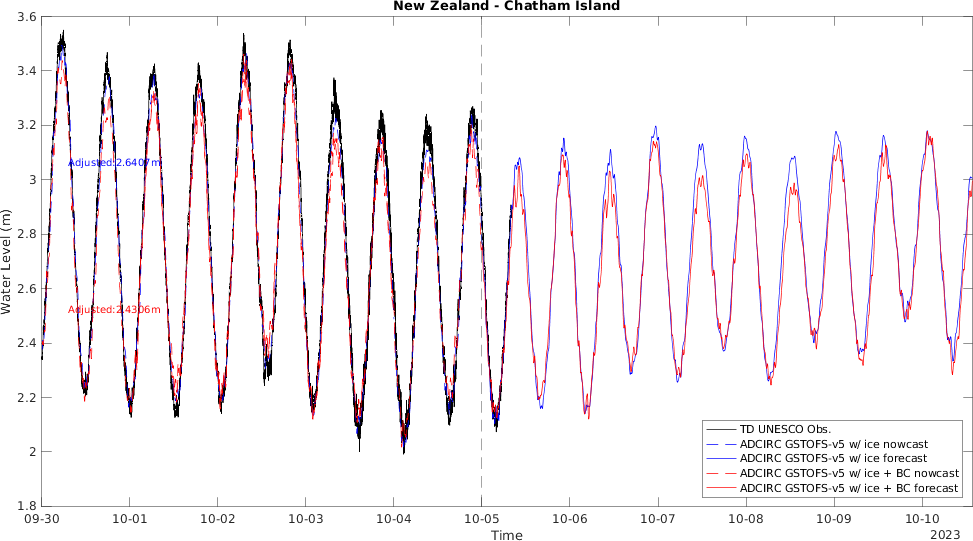 New Zealand - Chatham Island
3.6
3.4
3.2
3
2.8
2.6
2.4
2.2
2
1.8
Water Level (m)
Adjusted:2.6407m
Adjusted:2.4306m
TD UNESCO Obs.
ADCIRC GSTOFS-v5 w/ ice nowcast
ADCIRC GSTOFS-v5 w/ ice forecast
ADCIRC GSTOFS-v5 w/ ice + BC nowcast
ADCIRC GSTOFS-v5 w/ ice + BC forecast
09-30 10-01 10-02 10-03 10-04 10-05 10-06 10-07 10-08 10-09 10-10
Time
2023